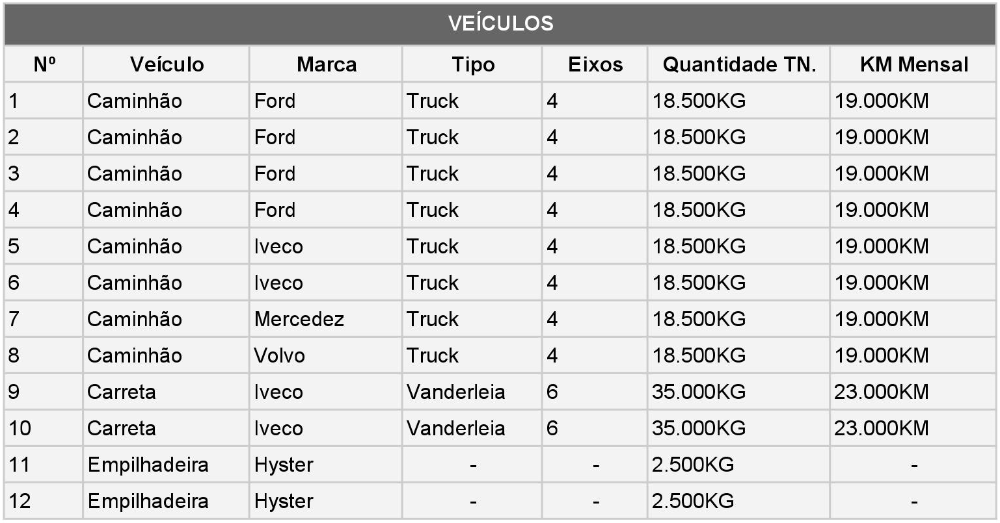 VEÍCULOS
Nº Veículo Marca Tipo Eixos Quantidade TN. KM Mensal
1 Caminhão Ford Truck 4 18.500KG 19.000KM
2 Caminhão Ford Truck 4 18.500KG 19.000KM
3 Caminhão Ford Truck 4 18.500KG 19.000KM
4 Caminhão Ford Truck 4 18.500KG 19.000KM
5 Caminhão Iveco Truck 4 18.500KG 19.000KM
6 Caminhão Iveco Truck 4 18.500KG 19.000KM
7 Caminhão Mercedez Truck 4 18.500KG 19.000KM
8 Caminhão Volvo Truck 4 18.500KG 19.000KM
9 Carreta Iveco Vanderleia 6 35.000KG 23.000KM
10 Carreta Iveco Vanderleia 6 35.000KG 23.000KM
11 Empilhadeira Hyster - - 2.500KG -
12 Empilhadeira Hyster - - 2.500KG -